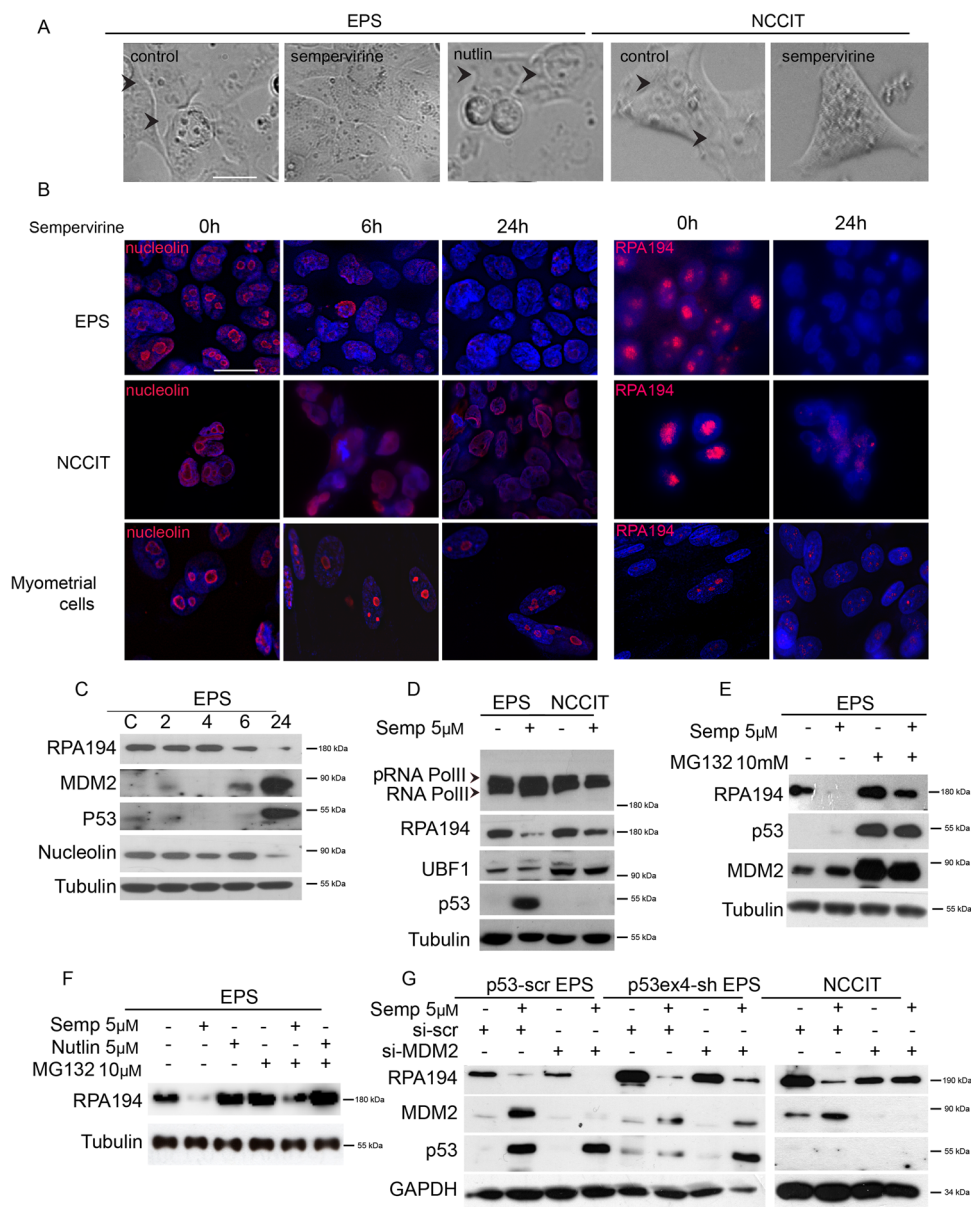 A
EPS
NCCIT
control
sempervirine
nutlin
control
sempervirine
B
Sempervirine
0h
6h
24h
0h
24h
nucleolin
RPA194
EPS
nucleolin
RPA194
NCCIT
nucleolin
RPA194
Myometrial
cells
C
EPS
C 2 4 6 24
RPA194
180 kDa
MDM2
90 kDa
P53
55 kDa
Nucleolin
90 kDa
Tubulin
55 kDa
D
EPS NCCIT
Semp 5µM - + - +
pRNA PolII
RNA PolII
180 kDa
RPA194
180 kDa
UBF1
90 kDa
p53
Tubulin
55 kDa
E
EPS
Semp 5µM - + - +
MG132 10mM - - + +
RPA194
180 kDa
p53
55 kDa
MDM2
90 kDa
Tubulin
55 kDa
F
EPS
Semp 5µM - + - - + -
Nutlin 5µM - - + - - +
MG132 10µM - - - + + +
RPA194
180 kDa
Tubulin
55 kDa
G
p53-scr EPS
p53ex4-sh EPS
NCCIT
Semp 5µM - + - + - + - + - + - +
si-scr + + - - + + - - + + - -
si-MDM2 - - + + - - + + - - + +
RPA194
190 kDa
MDM2
90 kDa
p53
55 kDa
GAPDH
34 kDa